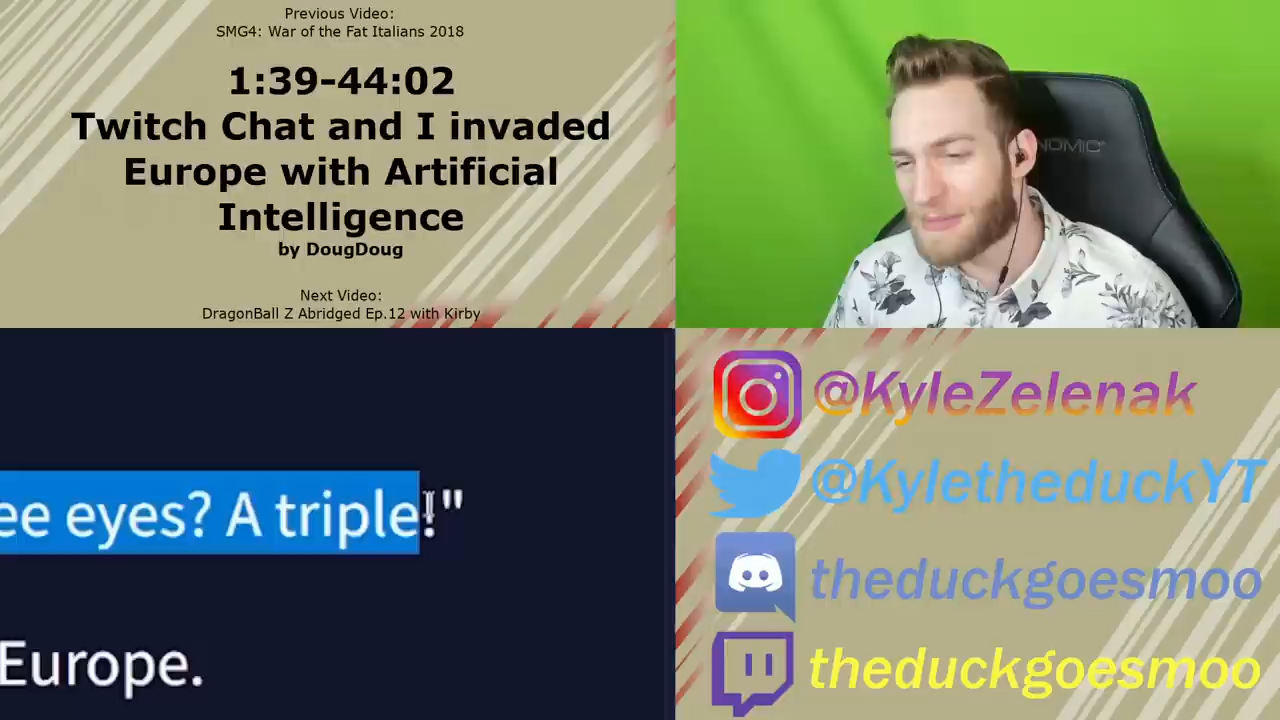 Previous Video:
SMG4: War of the Fat Italians 2018
1:39-44:02
Twitch Chat and I invaded
Europe with Artificial
Intelligence
by DougDoug
Next Video:
DragonBall Z Abridged Ep.12 with Kirby
NOMIC
ee eyes? A triple!"
Europe.
@KyleZelenak
@KyletheduckYT
theduckgoesmoo
theduckgoesmoo